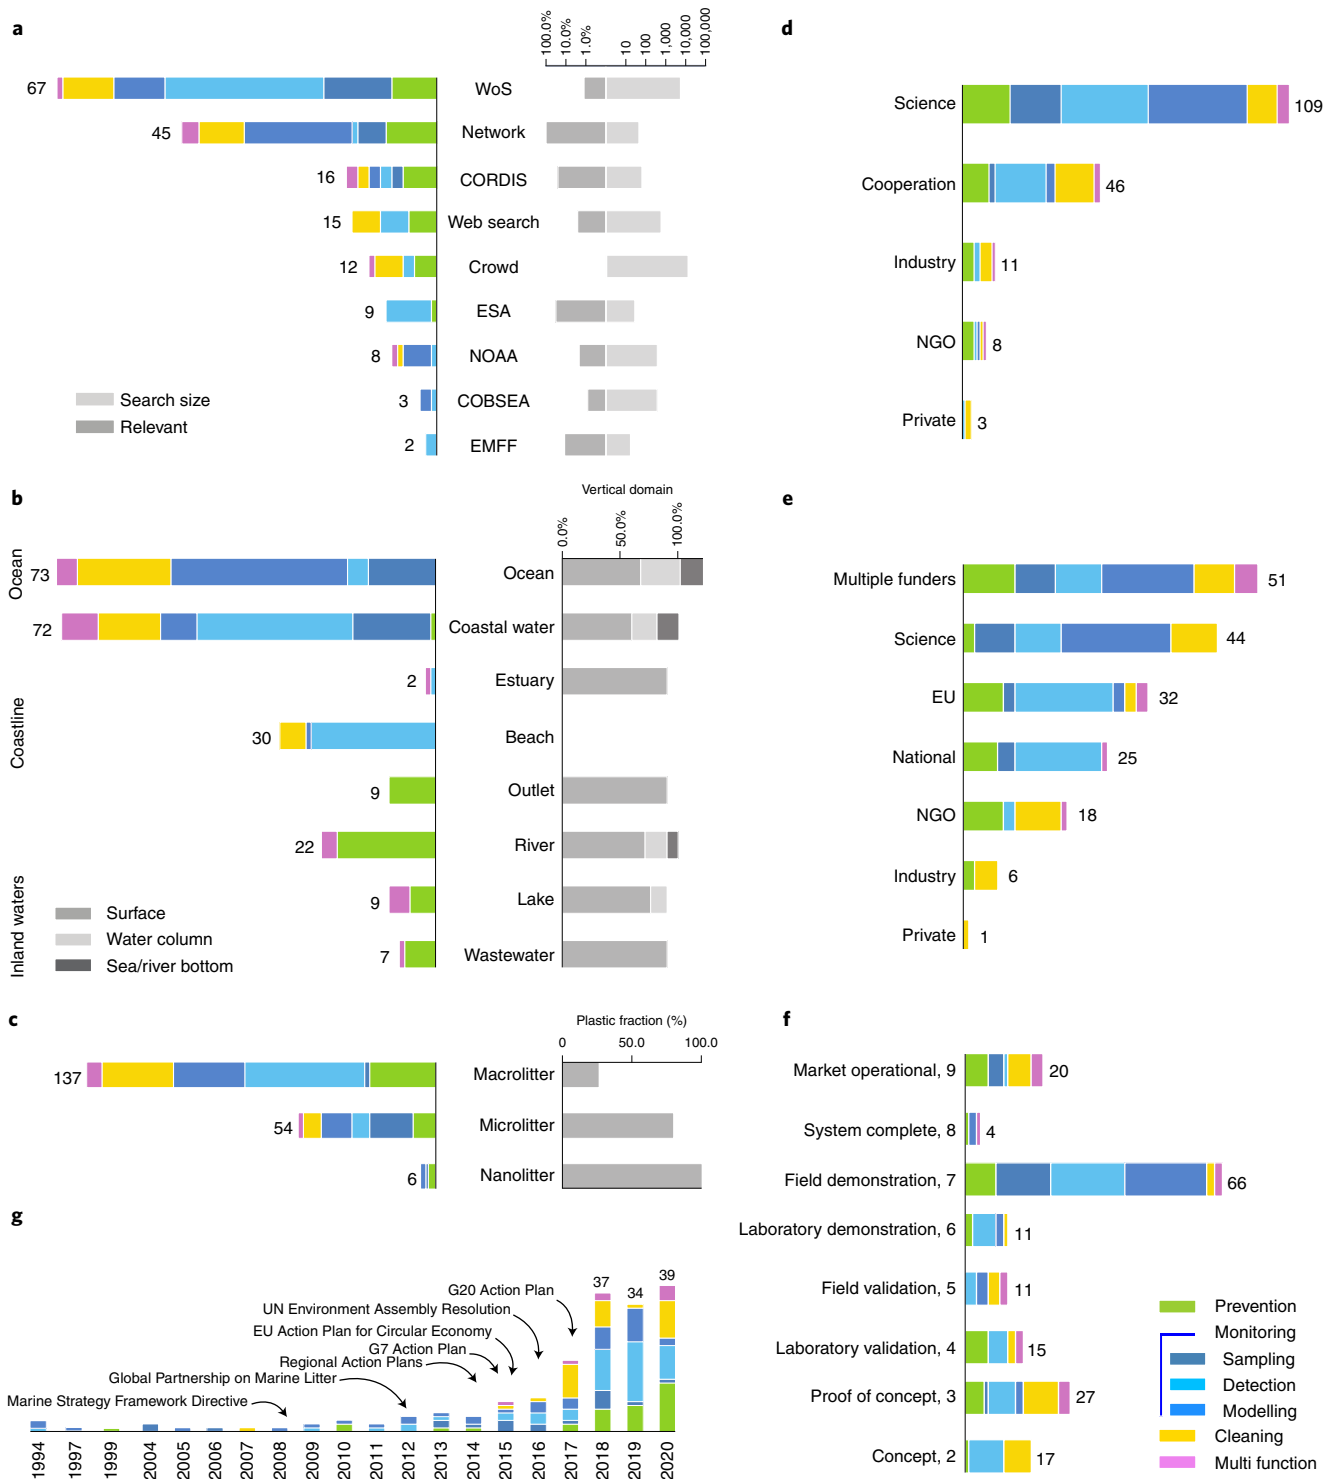 a
100.0%
10.0%
1.0%
10
100
1,000
10,000
100,000
67
WoS
45
Network
16
CORDIS
15
Web search
12
Crowd
9
ESA
8
NOAA
3
COBSEA
2
EMFF
Search size
Relevant
b
Vertical domain
0.0%
50.0%
100.0%
Ocean
73
Ocean
72
Coastal water
Coastline
2
Estuary
30
Beach
9
Outlet
Inland waters
22
River
9
Lake
7
Wastewater
Surface
Water column
Sea/river bottom
c
Plastic fraction (%)
0
50.0
100.0
137
Macrolitter
54
Microlitter
6
Nanolitter
g
G20 Action Plan
UN Environment Assembly Resolution
EU Action Plan for Circular Economy
G7 Action Plan
Regional Action Plans
Global Partnership on Marine Litter
Marine Strategy Framework Directive
37
34
39
1994
1997
1999
2004
2005
2006
2007
2008
2009
2010
2011
2012
2013
2014
2015
2016
2017
2018
2019
2020
d
Science
109
Cooperation
46
Industry
11
NGO
8
Private
3
e
Multiple funders
51
Science
44
EU
32
National
25
NGO
18
Industry
6
Private
1
f
Market operational, 9
20
System complete, 8
4
Field demonstration, 7
66
Laboratory demonstration, 6
11
Field validation, 5
11
Laboratory validation, 4
15
Proof of concept, 3
27
Concept, 2
17
Prevention
Monitoring
Sampling
Detection
Modelling
Cleaning
Multi function